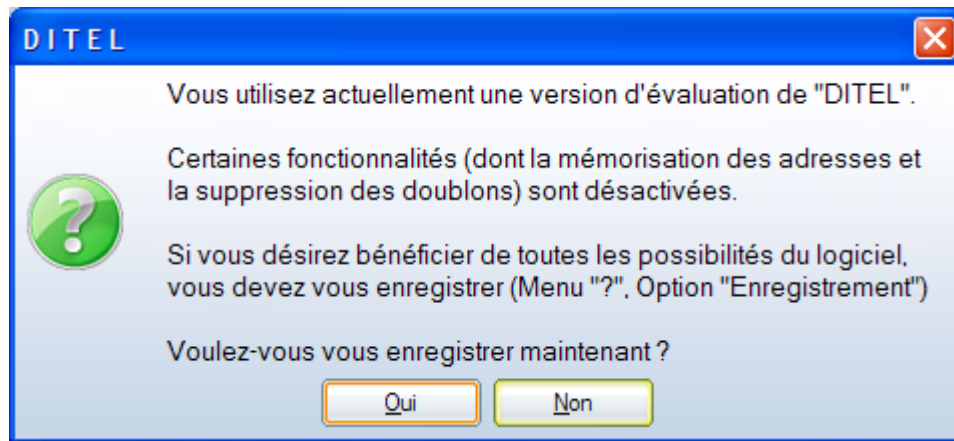 DITEL
Vous utilisez actuellement une version d'évaluation de "DITEL".
Certaines fonctionnalités (dont la mémorisation des adresses et
la suppression des doublons) sont désactivées.
Si vous désirez bénéficier de toutes les possibilités du logiciel,
vous devez vous enregistrer (Menu "?", Option "Enregistrement")
Voulez-vous vous enregistrer maintenant ?
Oui
Non